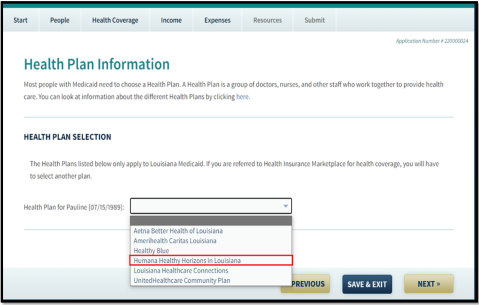 Start People Health Coverage Income Expenses Resources Submit
Application Number # 220000024
Health Plan Information
Most people with Medicaid need to choose a Health Plan. A Health Plan is a group of doctors, nurses, and other staff who work together to provide health
care. You can look at information about the different Health Plans by clicking here.
HEALTH PLAN SELECTION
The Health Plans listed below only apply to Louisiana Medicaid. If you are referred to Health Insurance Marketplace for health coverage, you will have
to select another plan.
Health Plan for Pauline [07/15/1989]:
Aetna Better Health of Louisiana
Amerihealth Caritas Louisiana
Healthy Blue
Humana Healthy Horizons in Louisiana
Louisiana Healthcare Connections
UnitedHealthcare Community Plan
PREVIOUS SAVE & EXIT NEXT »